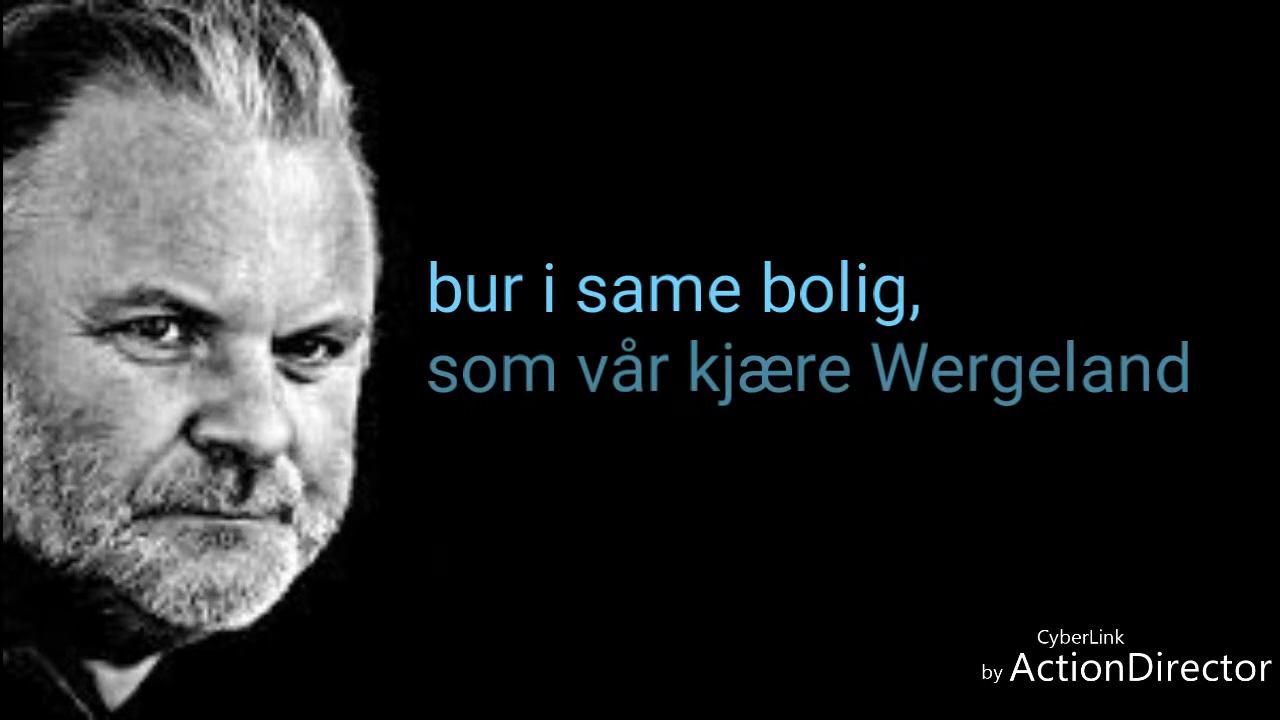 bur i same bolig,
som vår kjære Wergeland
CyberLink
by ActionDirector